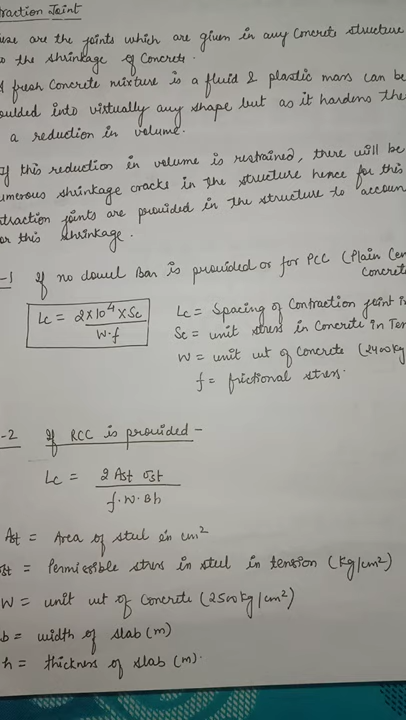 raction Joint
ese are the joints which are given in any Concrete structure
o the shrinkage of Concrete.
A fresh Concrete mixture is a fluid & plastic mass can be
oulded into virtually any shape but as it hardens the
a reduction in volume.
If this reduction in volume is restrained, there will be
umerous shrinkage cracks in the structure hence for this
traction joints are provided in the structure to accoun
or this shrinkage.
-1 If no dowel Bar is provided or for PCC (Plain Cem
Concrete
Lc = 2×10⁴×Sc / W.f
Lc = Spacing of Contraction joint in
Sc = unit stress in Concrete in Ten
W = unit wt of Concrete (2400kg
f = frictional stress.
-2 If RCC is provided -
Lc = 2 Ast σst / f.W.Bh
Ast = Area of steel in cm²
σst = Permissible stress in steel in tension (kg/cm²)
W = unit wt of Concrete (2500kg/cm²)
b = width of slab (m)
h = thickness of slab (m).